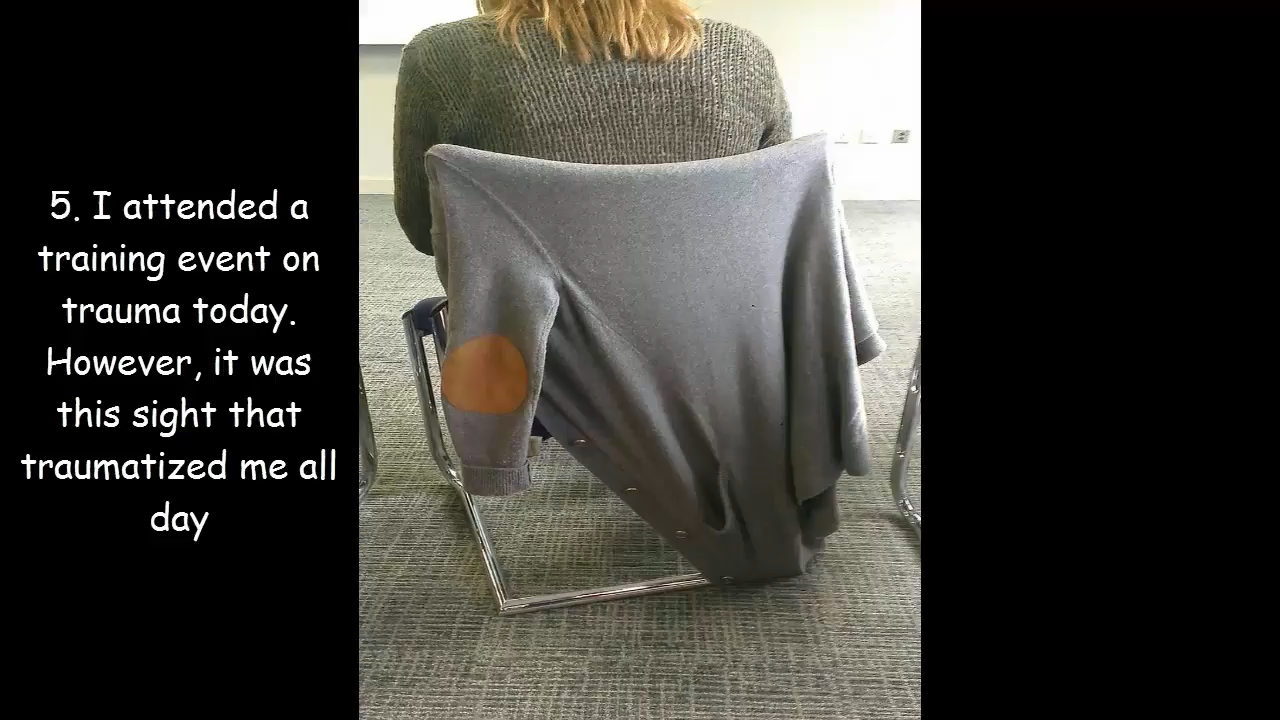 5. I attended a
training event on
trauma today.
However, it was
this sight that
traumatized me all
day